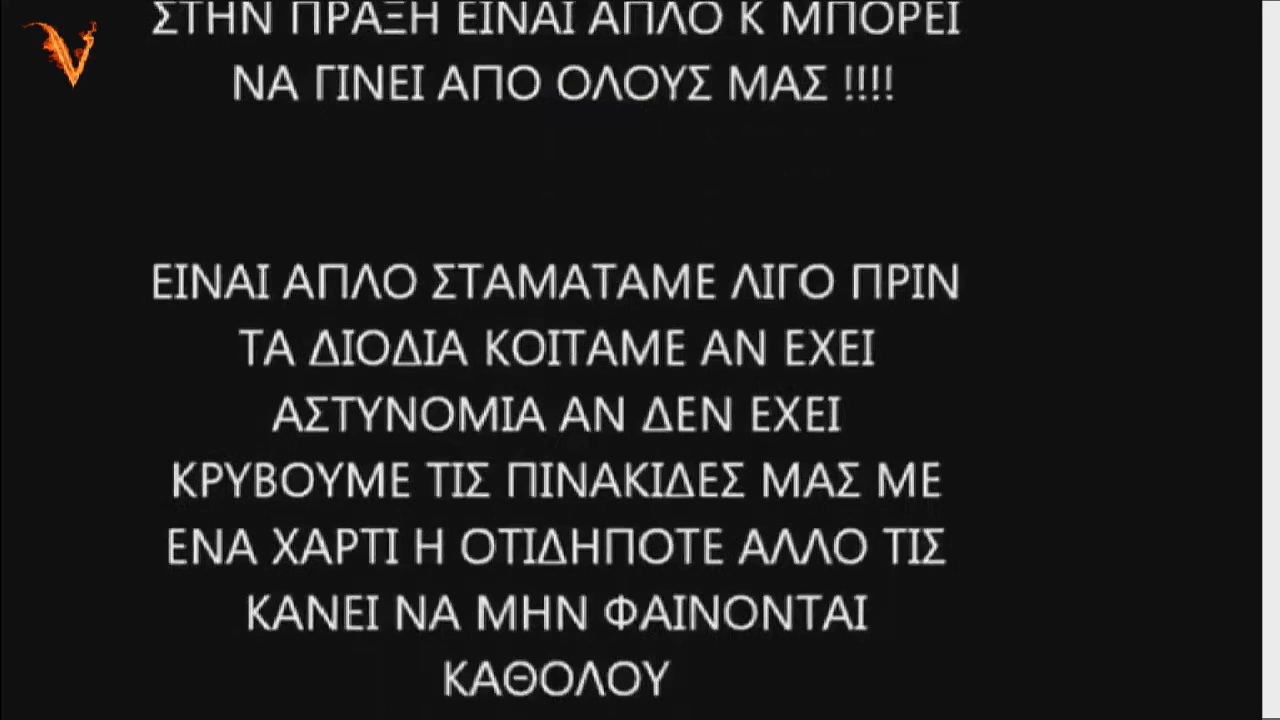 ΣΤΗΝ ΠΡΑΞΗ ΕΙΝΑΙ ΑΠΛΟ Κ ΜΠΟΡΕΙ
ΝΑ ΓΙΝΕΙ ΑΠΟ ΟΛΟΥΣ ΜΑΣ !!!!
ΕΙΝΑΙ ΑΠΛΟ ΣΤΑΜΑΤΑΜΕ ΛΙΓΟ ΠΡΙΝ
ΤΑ ΔΙΟΔΙΑ ΚΟΙΤΑΜΕ ΑΝ ΕΧΕΙ
ΑΣΤΥΝΟΜΙΑ ΑΝ ΔΕΝ ΕΧΕΙ
ΚΡΥΒΟΥΜΕ ΤΙΣ ΠΙΝΑΚΙΔΕΣ ΜΑΣ ΜΕ
ΕΝΑ ΧΑΡΤΙ Η ΟΤΙΔΗΠΟΤΕ ΑΛΛΟ ΤΙΣ
ΚΑΝΕΙ ΝΑ ΜΗΝ ΦΑΙΝΟΝΤΑΙ
ΚΑΘΟΛΟΥ